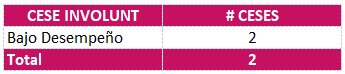 CESE INVOLUNT # CESES
Bajo Desempeño 2
Total 2